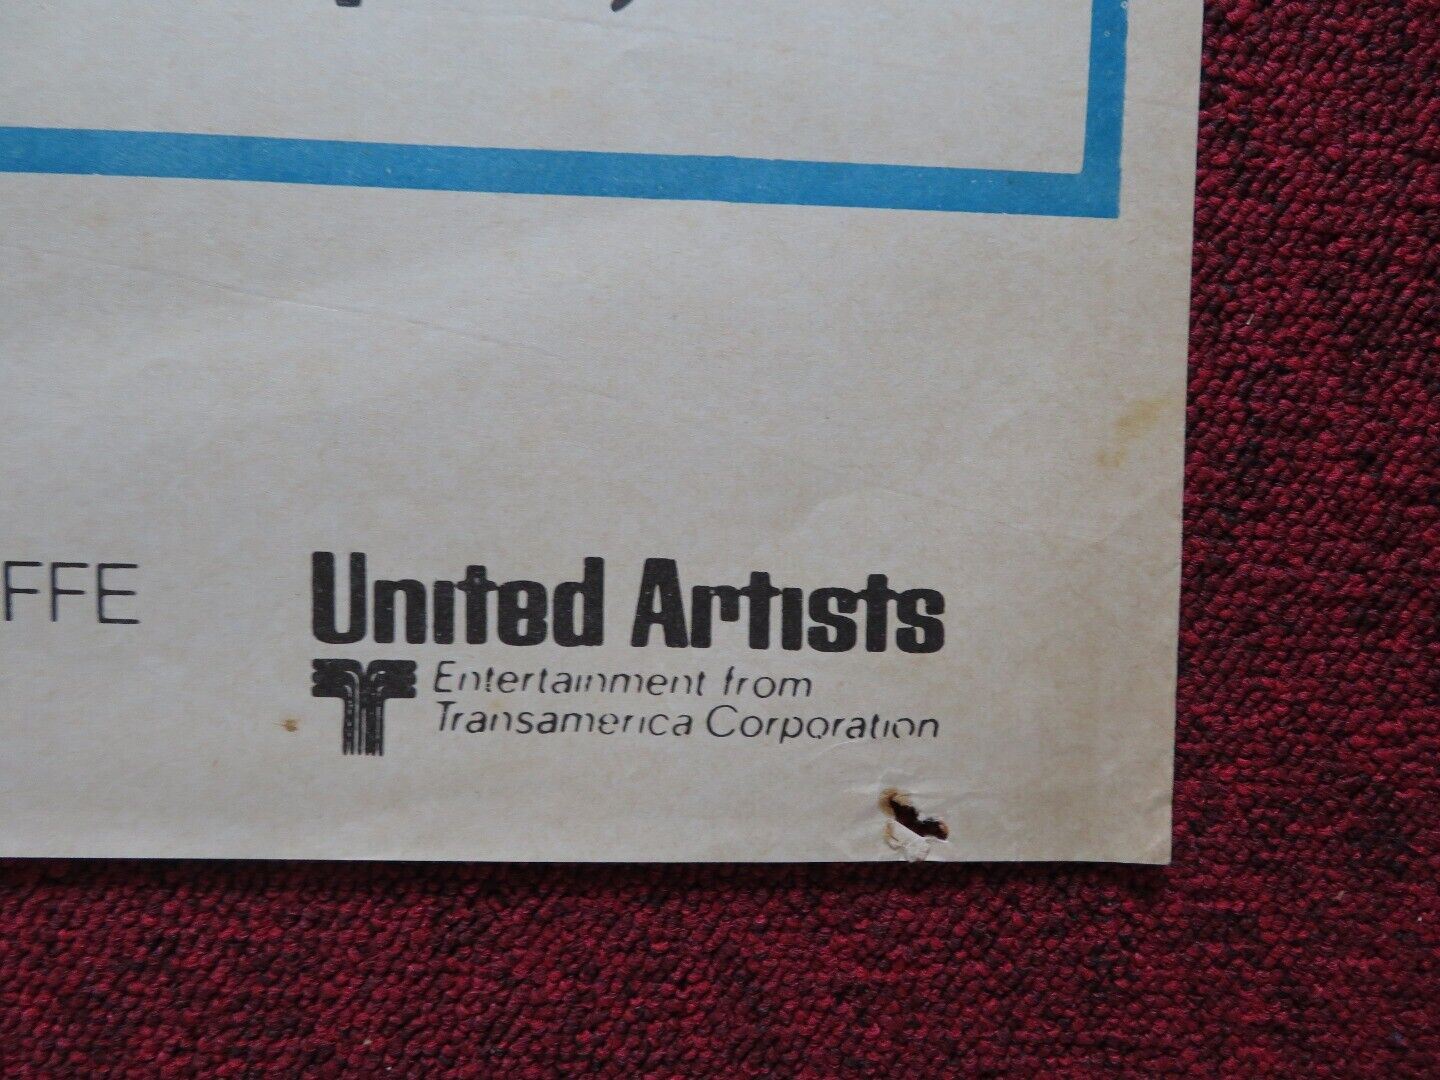 FFE
United Artists
Entertainment from
Transamerica Corporation